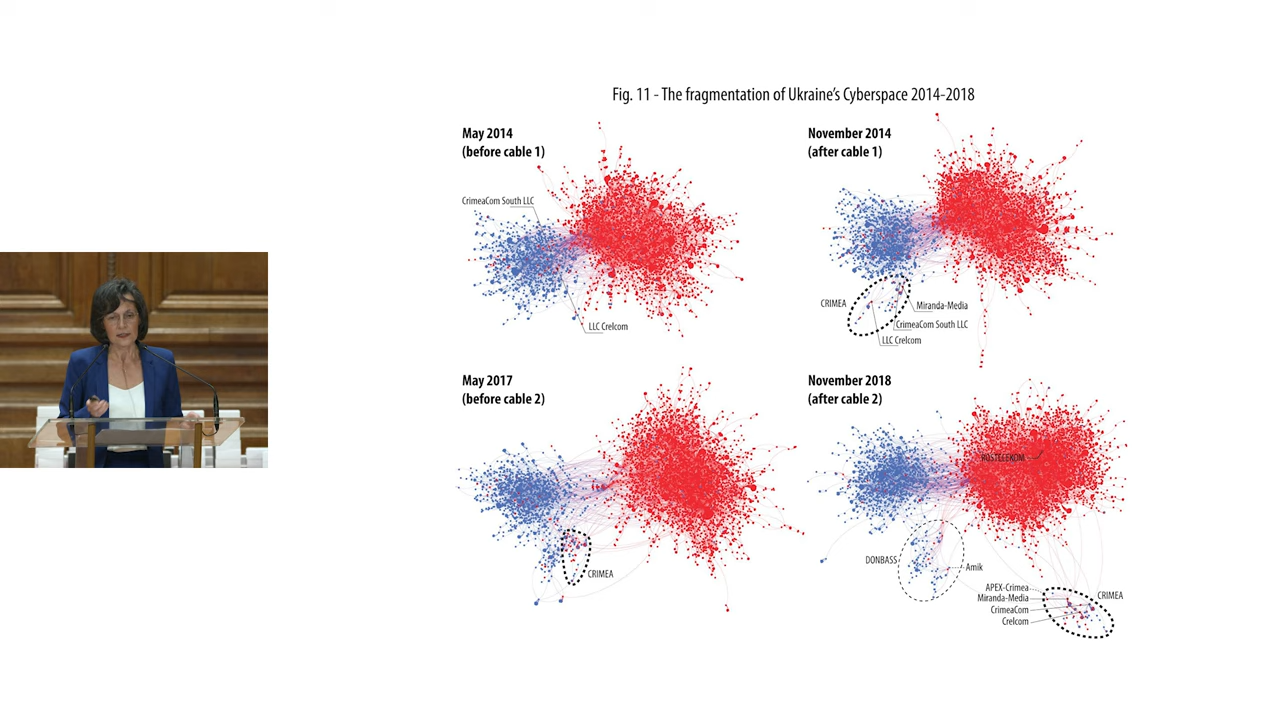 Fig. 11 - The fragmentation of Ukraine's Cyberspace 2014-2018
May 2014
(before cable 1)
CrimeaCom South LLC
LLC Crelcom
November 2014
(after cable 1)
CRIMEA
Miranda-Media
CrimeaCom South LLC
LLC Crelcom
May 2017
(before cable 2)
CRIMEA
November 2018
(after cable 2)
ROSTELEKOM
DONBASS
Amik
APEX-Crimea
Miranda-Media
CRIMEA
CrimeaCom
Crelcom